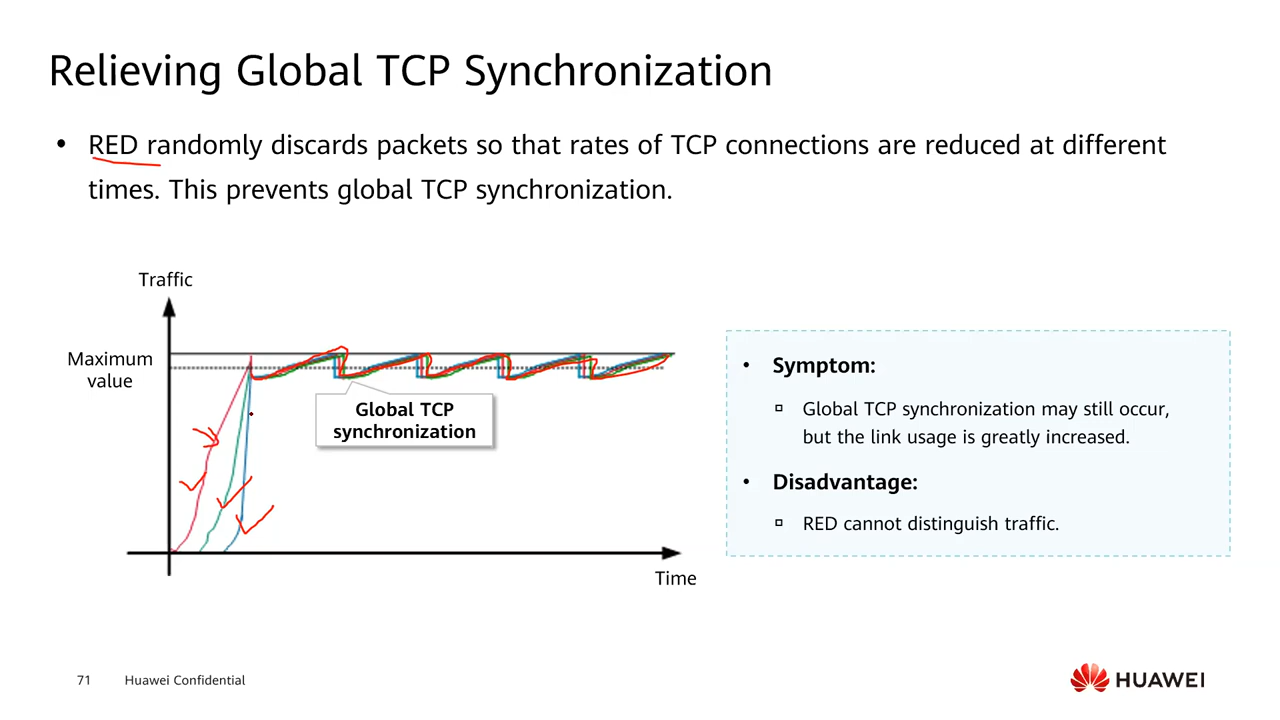 Relieving Global TCP Synchronization
• RED randomly discards packets so that rates of TCP connections are reduced at different
times. This prevents global TCP synchronization.
Traffic
Maximum
value
Global TCP
synchronization
Time
• Symptom:
▫ Global TCP synchronization may still occur,
but the link usage is greatly increased.
• Disadvantage:
▫ RED cannot distinguish traffic.
71 Huawei Confidential
HUAWEI